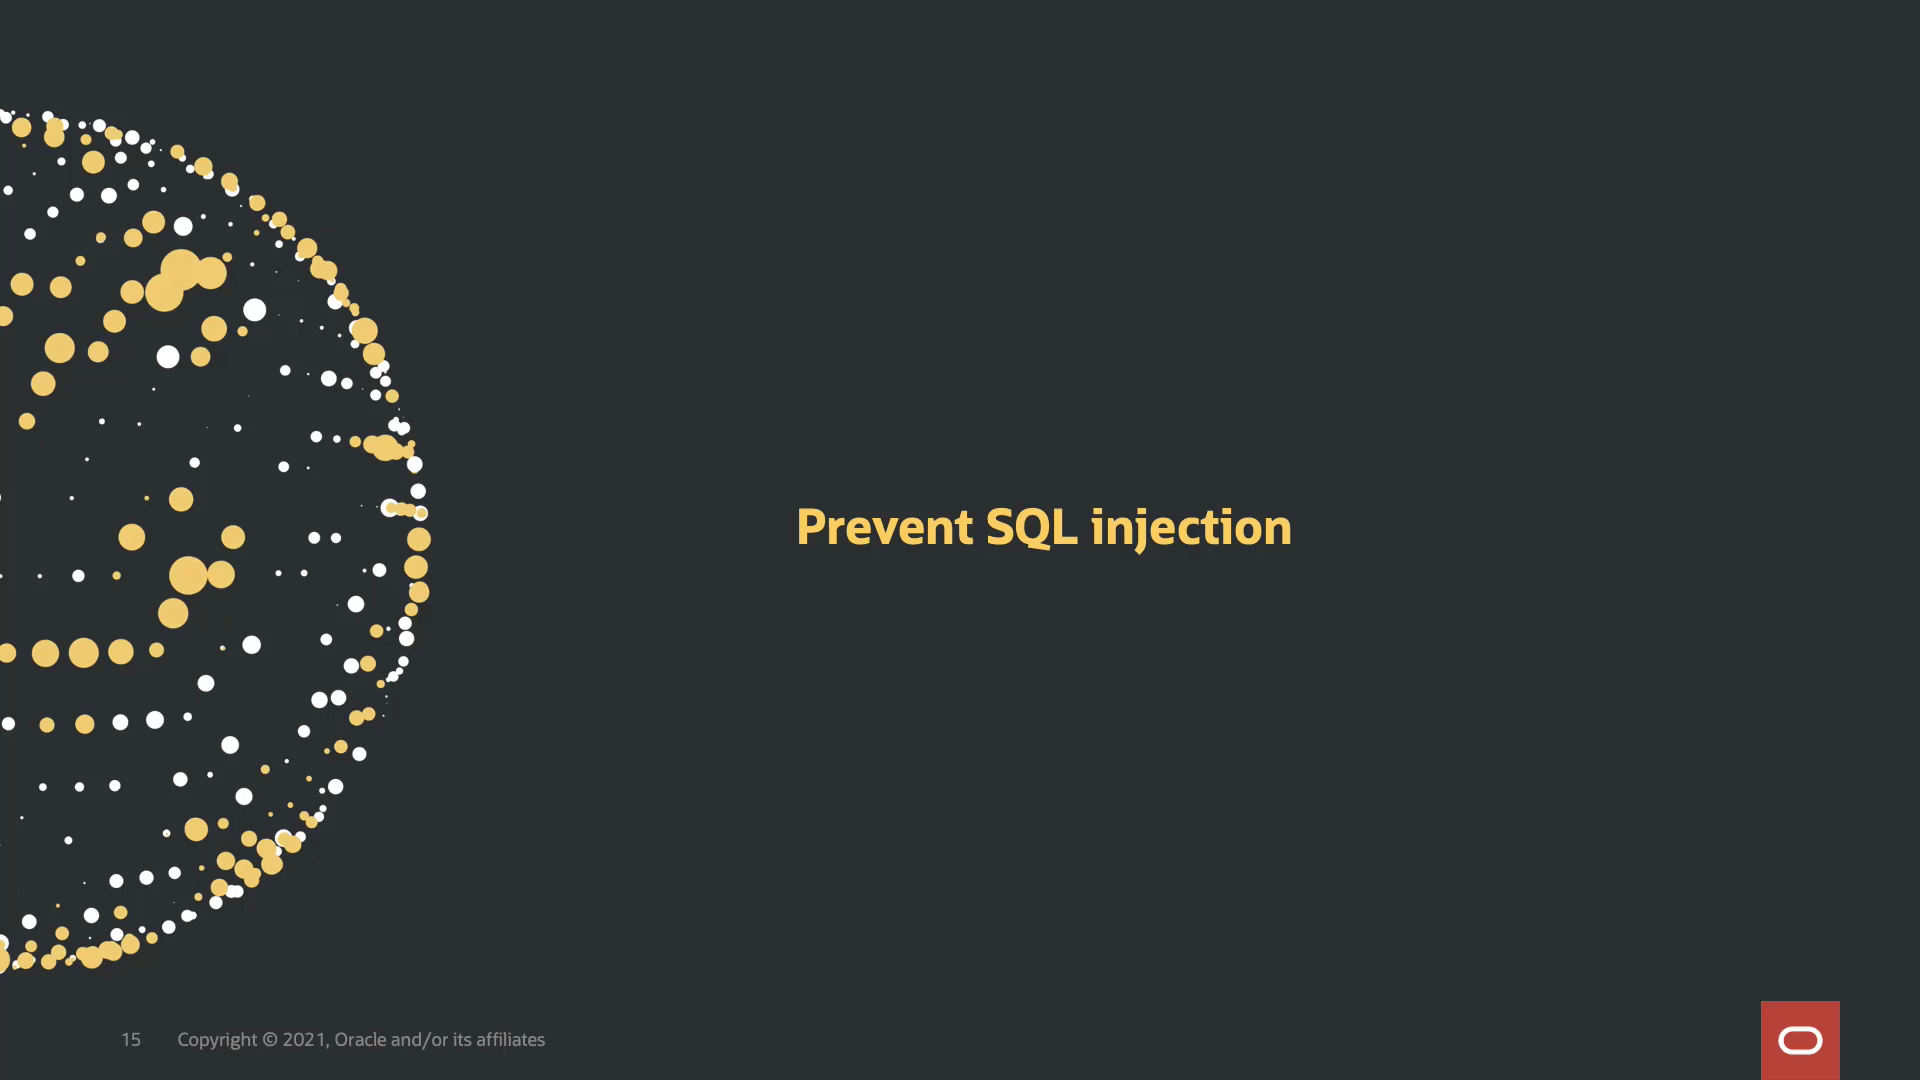 Prevent SQL injection
15 Copyright © 2021, Oracle and/or its affiliates